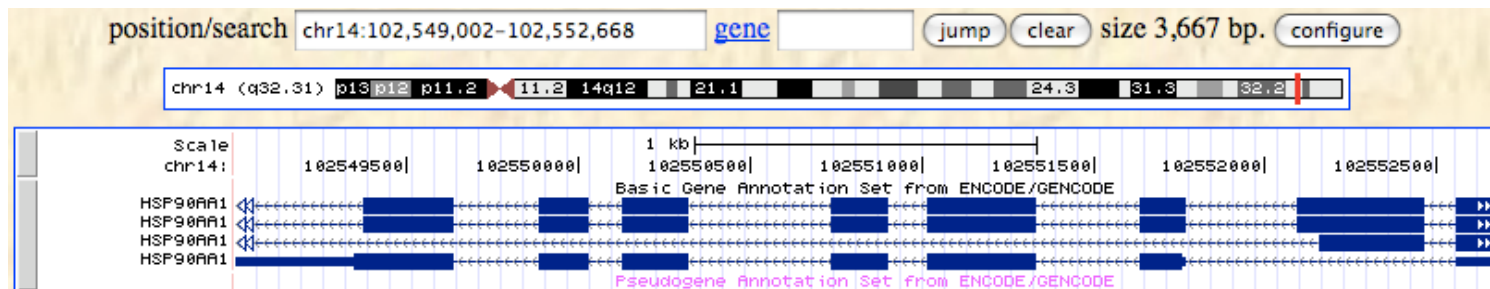 position/search chr14:102,549,002-102,552,668 gene jump clear size 3,667 bp. configure
chr14 (q32.31) p13 p12 p11.2 11.2 14q12 21.1 24.3 31.3 32.2
Scale 1 kb
chr14: 102549500| 102550000| 102550500| 102551000| 102551500| 102552000| 102552500|
Basic Gene Annotation Set from ENCODE/GENCODE
HSP90AA1
HSP90AA1
HSP90AA1
HSP90AA1
Pseudogene Annotation Set from ENCODE/GENCODE